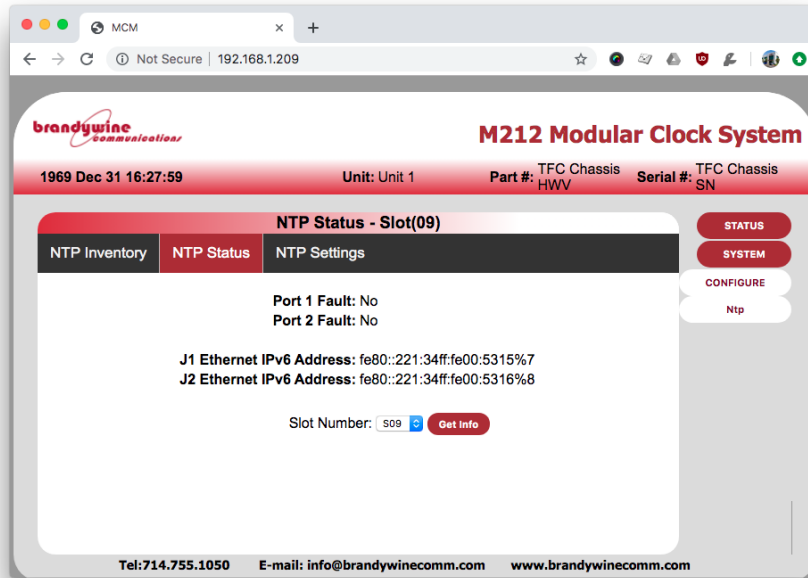 MCM
Not Secure | 192.168.1.209
brandywine
communications
M212 Modular Clock System
1969 Dec 31 16:27:59
Unit: Unit 1
Part #: TFC Chassis HWV
Serial #: TFC Chassis SN
NTP Status - Slot(09)
STATUS
NTP Inventory
NTP Status
NTP Settings
SYSTEM
CONFIGURE
Ntp
Port 1 Fault: No
Port 2 Fault: No
J1 Ethernet IPv6 Address: fe80::221:34ff:fe00:5315%7
J2 Ethernet IPv6 Address: fe80::221:34ff:fe00:5316%8
Slot Number: S09 Get Info
Tel:714.755.1050 E-mail: info@brandywinecomm.com www.brandywinecomm.com